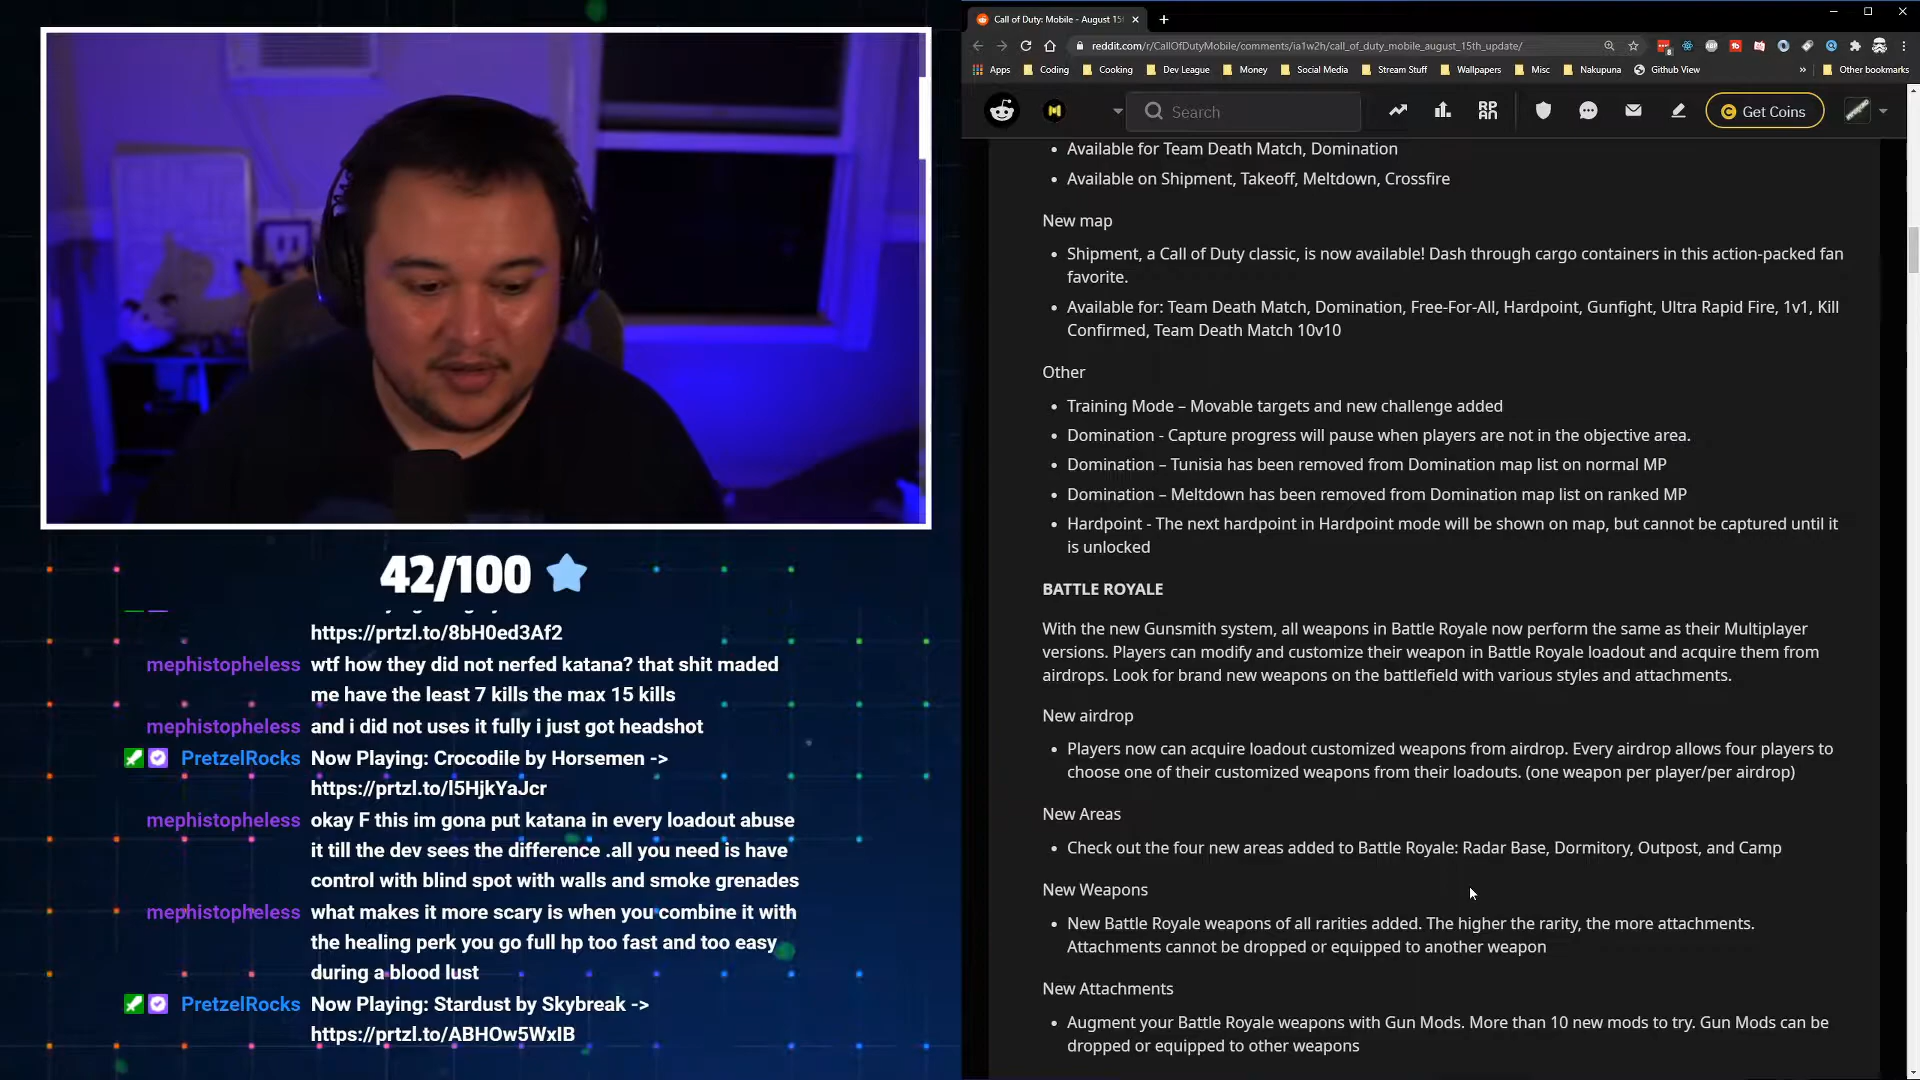 Call of Duty: Mobile - August 15
reddit.com/r/CallOfDutyMobile/comments/ia1w2h/call_of_duty_mobile_august_15th_update/
Apps Coding Cooking Dev League Money Social Media Stream Stuff Wallpapers Misc Nakupuna Github View » Other bookmarks
Search
Get Coins
Available for Team Death Match, Domination
Available on Shipment, Takeoff, Meltdown, Crossfire
New map
Shipment, a Call of Duty classic, is now available! Dash through cargo containers in this action-packed fan
favorite.
Available for: Team Death Match, Domination, Free-For-All, Hardpoint, Gunfight, Ultra Rapid Fire, 1v1, Kill
Confirmed, Team Death Match 10v10
Other
Training Mode – Movable targets and new challenge added
Domination - Capture progress will pause when players are not in the objective area.
Domination – Tunisia has been removed from Domination map list on normal MP
Domination – Meltdown has been removed from Domination map list on ranked MP
Hardpoint - The next hardpoint in Hardpoint mode will be shown on map, but cannot be captured until it
is unlocked
BATTLE ROYALE
With the new Gunsmith system, all weapons in Battle Royale now perform the same as their Multiplayer
versions. Players can modify and customize their weapon in Battle Royale loadout and acquire them from
airdrops. Look for brand new weapons on the battlefield with various styles and attachments.
New airdrop
Players now can acquire loadout customized weapons from airdrop. Every airdrop allows four players to
choose one of their customized weapons from their loadouts. (one weapon per player/per airdrop)
New Areas
Check out the four new areas added to Battle Royale: Radar Base, Dormitory, Outpost, and Camp
New Weapons
New Battle Royale weapons of all rarities added. The higher the rarity, the more attachments.
Attachments cannot be dropped or equipped to another weapon
New Attachments
Augment your Battle Royale weapons with Gun Mods. More than 10 new mods to try. Gun Mods can be
dropped or equipped to other weapons
42/100
https://prtzl.to/8bH0ed3Af2
mephistopheless wtf how they did not nerfed katana? that shit maded
me have the least 7 kills the max 15 kills
mephistopheless and i did not uses it fully i just got headshot
PretzelRocks Now Playing: Crocodile by Horsemen ->
https://prtzl.to/l5HjkYaJcr
mephistopheless okay F this im gona put katana in every loadout abuse
it till the dev sees the difference .all you need is have
control with blind spot with walls and smoke grenades
mephistopheless what makes it more scary is when you combine it with
the healing perk you go full hp too fast and too easy
during a blood lust
PretzelRocks Now Playing: Stardust by Skybreak ->
https://prtzl.to/ABHOw5WxIB